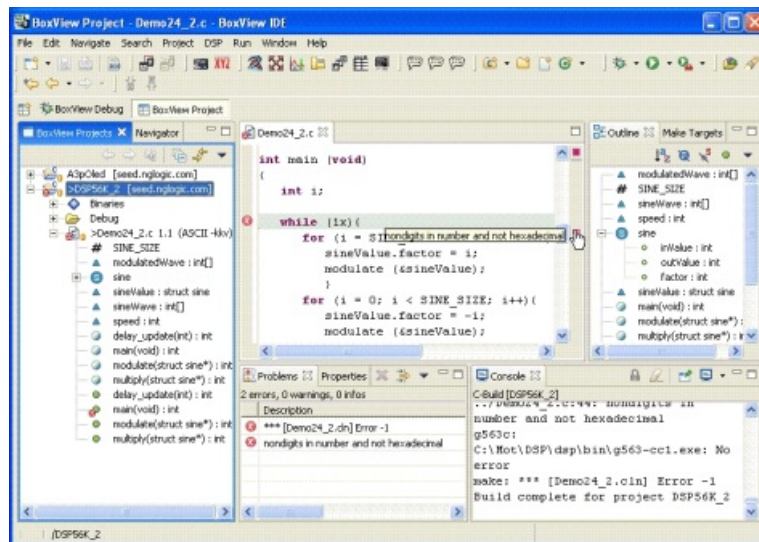 BoxView Project - Demo24_2.c - BoxView IDE
File Edit Navigate Search Project DSP Run Window Help
BoxView Debug BoxView Project
BoxView Projects Navigator
A3pOled [seed.nglogic.com]
>DSP56K_2 [seed.nglogic.com]
Binaries
Debug
>Demo24_2.c 1.1 (ASCII -kkv)
# SINE_SIZE
modulatedWave : int[]
sine
sineValue : struct sine
sineWave : int[]
speed : int
delay_update(int) : int
main(void) : int
modulate(struct sine*) : int
multiply(struct sine*) : int
delay_update(int) : int
main(void) : int
modulate(struct sine*) : int
multiply(struct sine*) : int
Demo24_2.c
int main (void)
{
int i;
while (1x){
nondigits in number and not hexadecimal
for (i = SIN
sineValue.factor = i;
modulate (&sineValue);
}
for (i = 0; i < SINE_SIZE; i++){
sineValue.factor = -i;
modulate (&sineValue);
Outline Make Targets
modulatedWave : int[]
# SINE_SIZE
sineWave : int[]
speed : int
sine
inValue : int
outValue : int
factor : int
sineValue : struct sine
main(void) : int
modulate(struct sine*) :
multiply(struct sine*) : i
Problems Properties
2 errors, 0 warnings, 0 infos
Description
*** [Demo24_2.cln] Error -1
nondigits in number and not hexadecimal
Console
C-Build [DSP56K_2]
../Demo24_2.c:44: nondigits in
number and not hexadecimal
g563c:
C:\Mot\DSP\dsp\bin\g563-cc1.exe: No
error
make: *** [Demo24_2.cln] Error -1
Build complete for project DSP56K_2
/DSP56K_2